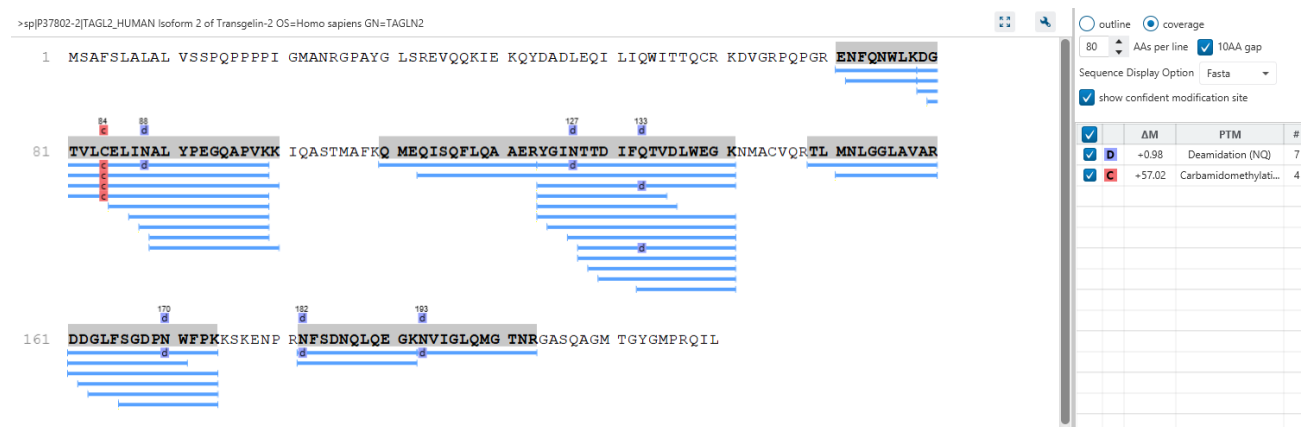 >sp|P37802-2|TAGL2_HUMAN Isoform 2 of Transgelin-2 OS=Homo sapiens GN=TAGLN2
1 MSAFSLALAL VSSPQPPPPI GMANRGPAYG LSREVQQKIE KQYDADLEQI LIQWITTQCR KDVGRPQPGR ENFQNWLKDG
84 88 127 133
c d d d
81 TVLCELINAL YPEGQAPVKK IQASTMAFKQ MEQISQFLQA AERYGINTTD IFQTVDLWEG KNMACVQRTL MNLGGLAVAR
c d d
c
c d
c
d
170 182 193
d d d
161 DDGLFSGDPN WFPKKSKENP RNFSDNQLQE GKNVIGLQMG TNRGASQAGM TGYGMPRQIL
d d d
outline coverage
80 AAs per line 10AA gap
Sequence Display Option Fasta
show confident modification site
ΔM PTM #
D +0.98 Deamidation (NQ) 7
C +57.02 Carbamidomethylati... 4